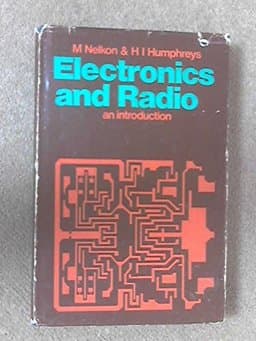 M Nelkon & H I Humphreys
Electronics
and Radio
an introduction